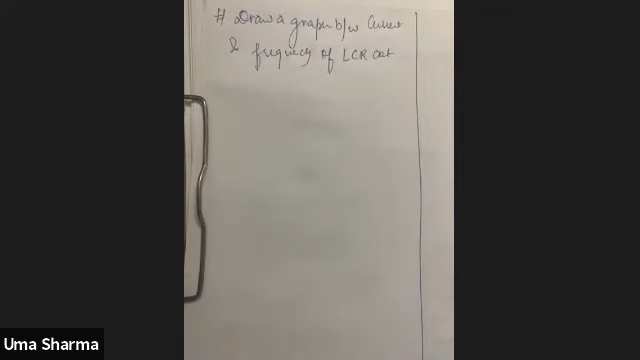 # Draw a graph b/w Current
& frequency of LCR ckt
Uma Sharma